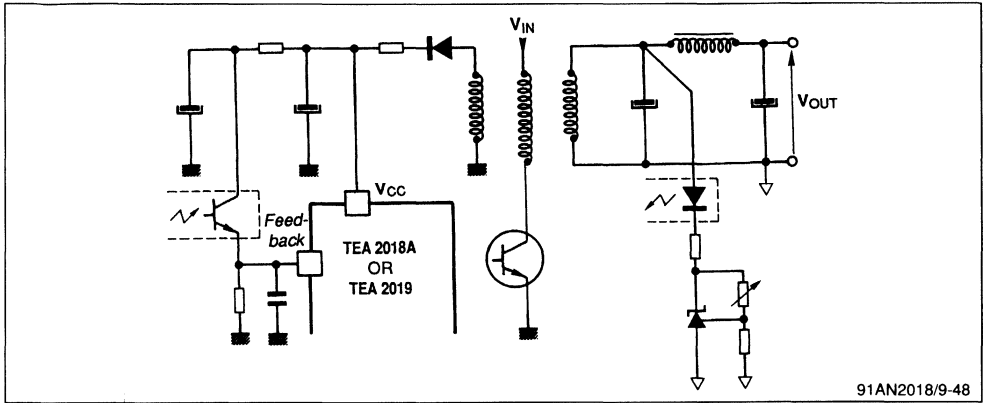 VIN
VOUT
VCC
Feed-
back
TEA 2018A
OR
TEA 2019
91AN2018/9-48